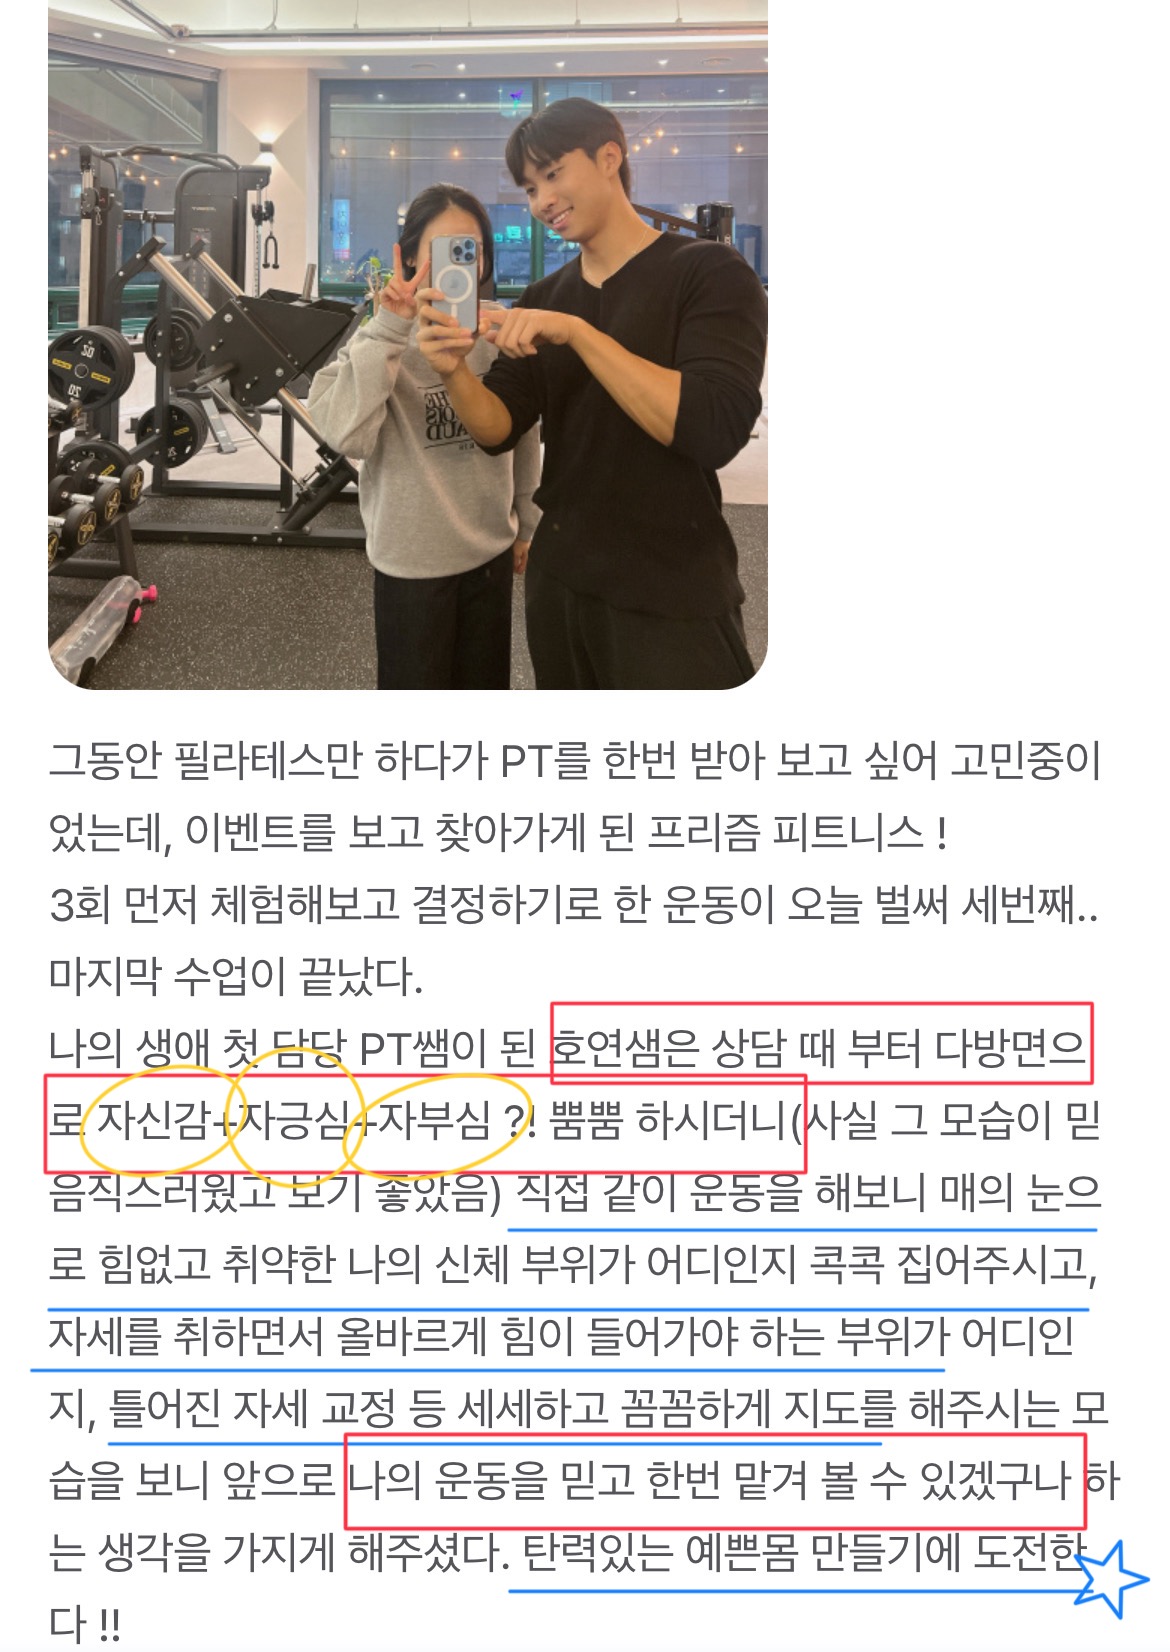 20
20
그동안 필라테스만 하다가 PT를 한번 받아 보고 싶어 고민중이
었는데, 이벤트를 보고 찾아가게 된 프리즘 피트니스 !
3회 먼저 체험해보고 결정하기로 한 운동이 오늘 벌써 세번째..
마지막 수업이 끝났다.
나의 생애 첫 담당 PT쌤이 된 호연샘은 상담 때 부터 다방면으
로 자신감+자긍심+자부심 ?! 뿜뿜 하시더니(사실 그 모습이 믿
음직스러웠고 보기 좋았음) 직접 같이 운동을 해보니 매의 눈으
로 힘없고 취약한 나의 신체 부위가 어디인지 콕콕 집어주시고,
자세를 취하면서 올바르게 힘이 들어가야 하는 부위가 어디인
지, 틀어진 자세 교정 등 세세하고 꼼꼼하게 지도를 해주시는 모
습을 보니 앞으로 나의 운동을 믿고 한번 맡겨 볼 수 있겠구나 하
는 생각을 가지게 해주셨다. 탄력있는 예쁜몸 만들기에 도전한
다 !!